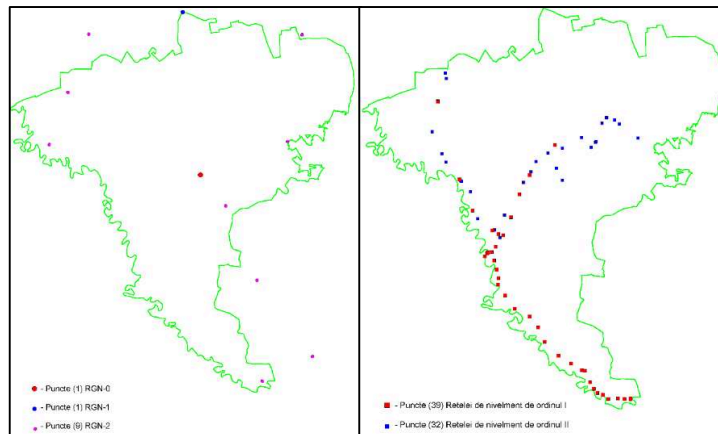 - Puncte (1) RGN-0
- Puncte (1) RGN-1
- Puncte (9) RGN-2
- Puncte (39) Retelei de nivelment de ordinul I
- Puncte (32) Retelei de nivelment de ordinul II